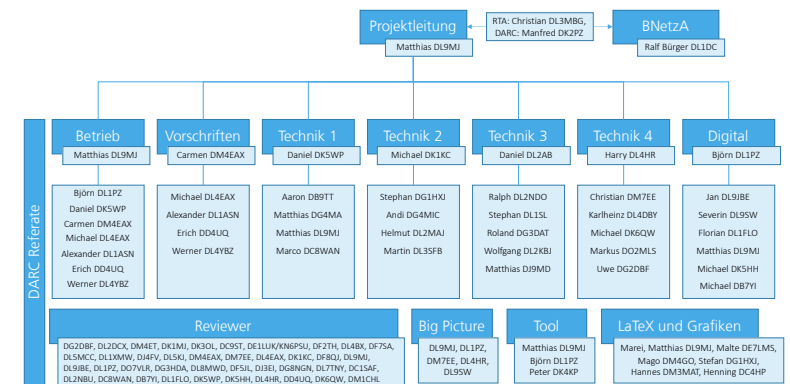 Projektleitung
Matthias DL9MJ
RTA: Christian DL3MBG,
DARC: Manfred DK2PZ
BNetzA
Ralf Bürger DL1DC
DARC Referate
Betrieb
Matthias DL9MJ
Björn DL1PZ
Daniel DK5WP
Carmen DM4EAX
Michael DL4EAX
Alexander DL1ASN
Erich DD4UQ
Werner DL4YBZ
Vorschriften
Carmen DM4EAX
Michael DL4EAX
Alexander DL1ASN
Erich DD4UQ
Werner DL4YBZ
Technik 1
Daniel DK5WP
Aaron DB9TT
Matthias DG4MA
Matthias DL9MJ
Marco DC8WAN
Technik 2
Michael DK1KC
Stephan DG1HXJ
Andi DG4MIC
Helmut DL2MAJ
Martin DL3SFB
Technik 3
Daniel DL2AB
Ralph DL2NDO
Stephan DL1SL
Roland DG3DAT
Wolfgang DL2KBJ
Matthias DJ9MD
Technik 4
Harry DL4HR
Christian DM7EE
Karlheinz DL4DBY
Michael DK6QW
Markus DO2MLS
Uwe DG2DBF
Digital
Björn DL1PZ
Jan DL9JBE
Severin DL9SW
Florian DL1FLO
Matthias DL9MJ
Michael DK5HH
Michael DB7YI
Reviewer
DG2DBF, DL2DCX, DM4ET, DK1MJ, DK3OL, DC9ST, DE1LUK/KN6PSU, DF2TH, DL4BX, DF7SA,
DL5MCC, DL1XMW, DJ4FV, DL5KJ, DM4EAX, DM7EE, DL4EAX, DK1KC, DF8QJ, DL9MJ,
DL9JBE, DL1PZ, DO7VLR, DG3HDA, DL8MWD, DF5JL, DJ3EI, DG8NGN, DL7TNY, DC1SAF,
DL2NBU, DC8WAN, DB7YI, DL1FLO, DK5WP, DK5HH, DL4HR, DD4UQ, DK6QW, DM1CHL
Big Picture
DL9MJ, DL1PZ,
DM7EE, DL4HR,
DL9SW
Tool
Matthias DL9MJ
Björn DL1PZ
Peter DK4KP
LaTeX und Grafiken
Marei, Matthias DL9MJ, Malte DE7LMS,
Mago DM4GO, Stefan DG1HXJ,
Hannes DM3MAT, Henning DC4HP